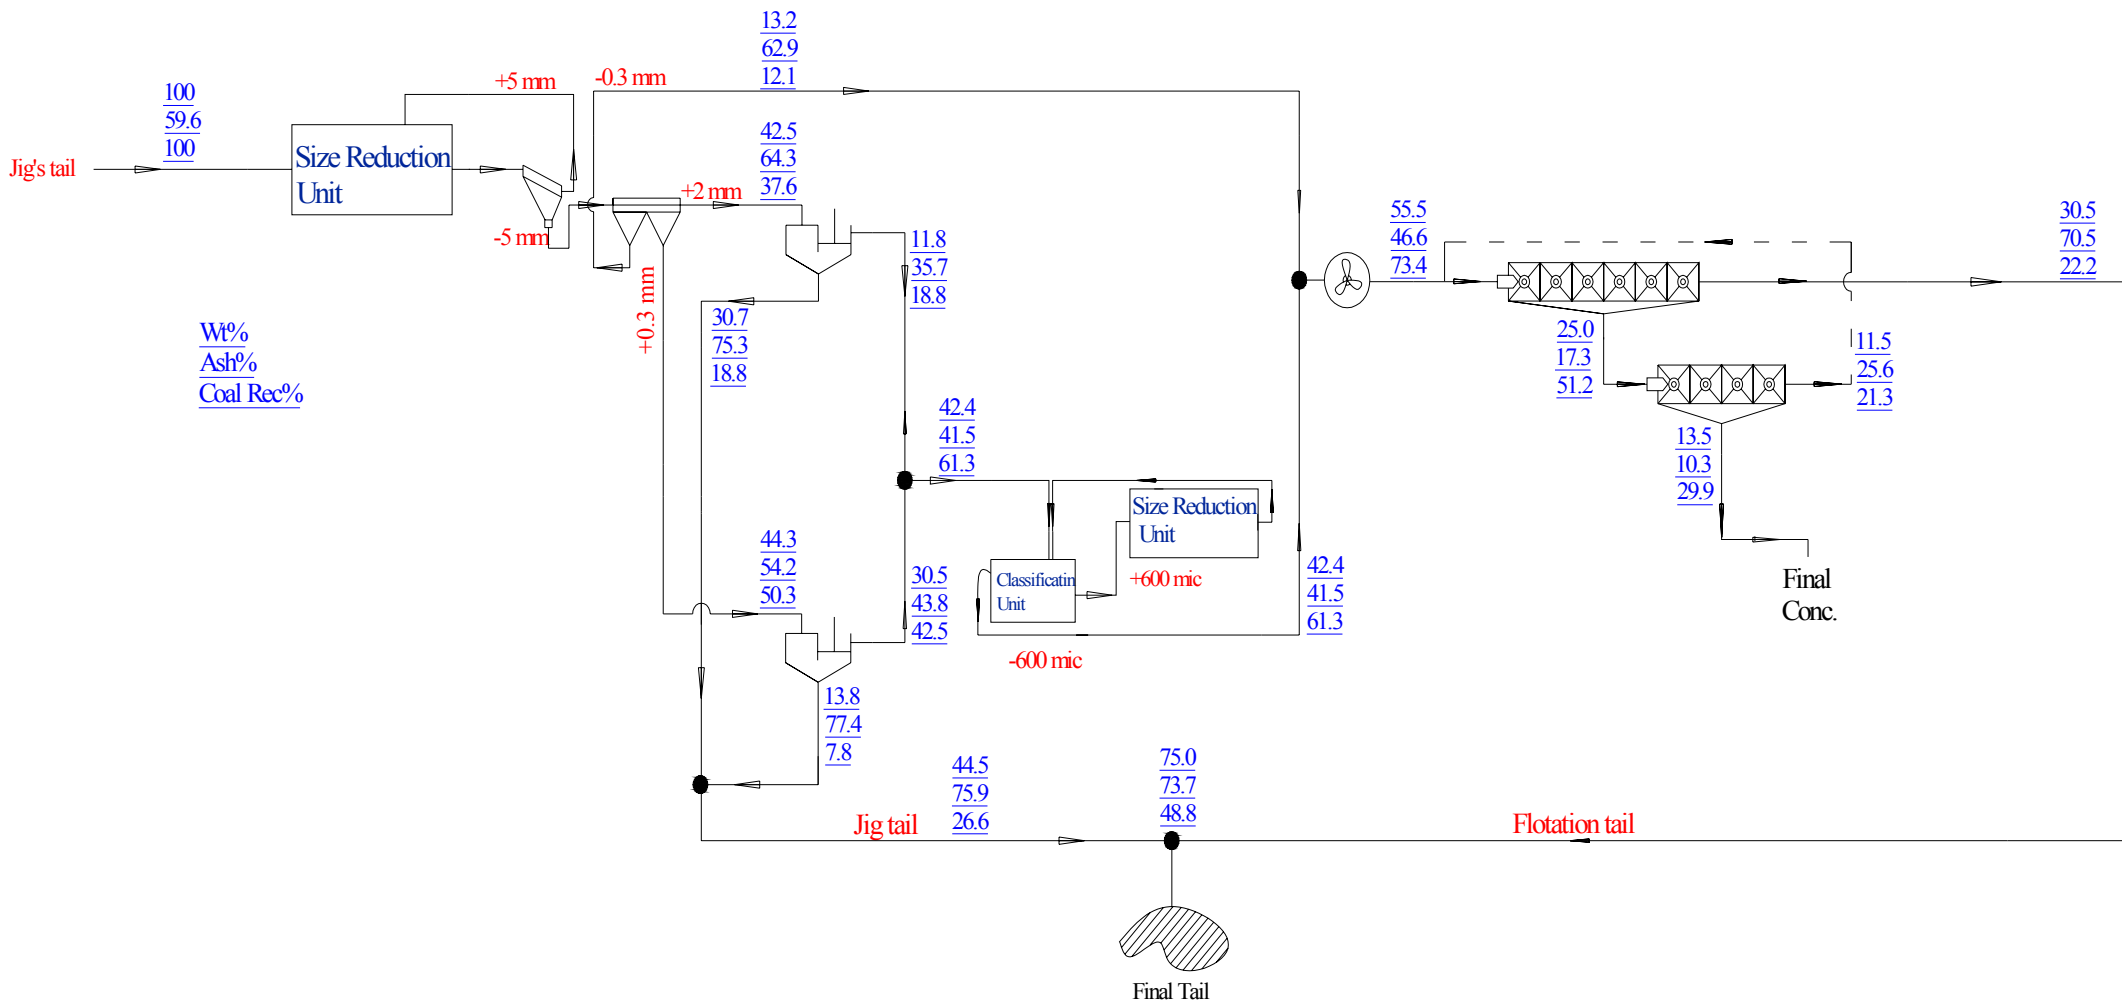 13.2
62.9
12.1
+5 mm
-0.3 mm
100
59.6
100
Jig's tail
Size Reduction
Unit
42.5
64.3
37.6
+2 mm
-5 mm
+0.3 mm
11.8
35.7
18.8
30.7
75.3
18.8
Wt%
Ash%
Coal Rec%
55.5
46.6
73.4
30.5
70.5
22.2
25.0
17.3
51.2
11.5
25.6
21.3
13.5
10.3
29.9
Final
Conc.
42.4
41.5
61.3
Size Reduction
Unit
Classificatin
Unit
+600 mic
-600 mic
42.4
41.5
61.3
44.3
54.2
50.3
30.5
43.8
42.5
13.8
77.4
7.8
44.5
75.9
26.6
Jig tail
75.0
73.7
48.8
Flotation tail
Final Tail